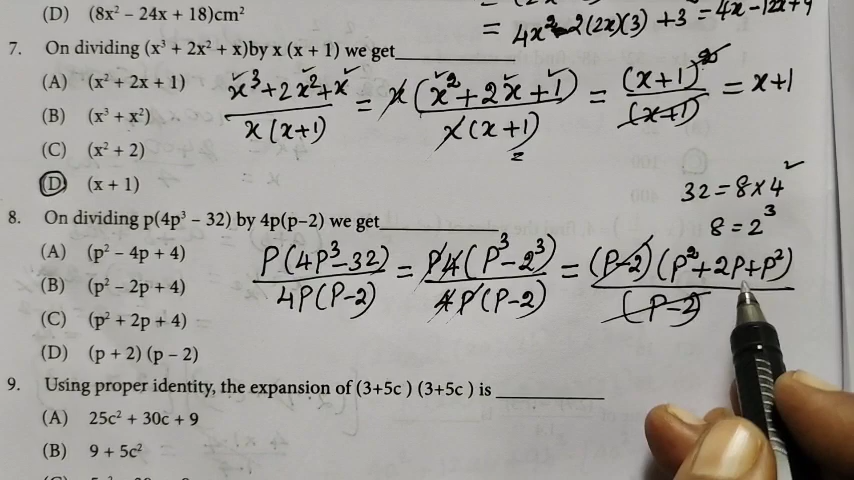 (D) (8x² − 24x + 18)cm²
= 4x² − 2(2x)(3) + 3² = 4x − 12x + 9
7. On dividing (x³ + 2x² + x)by x (x + 1) we get
(A) (x² + 2x + 1)
(B) (x³ + x²)
(C) (x² + 2)
(D) (x + 1)
x³+2x²+x / x(x+1) = x(x²+2x+1) / x(x+1) = (x+1)² / (x+1) = x+1
32 = 8×4
8 = 2³
8. On dividing p(4p³ − 32) by 4p(p−2) we get
(A) (p² − 4p + 4)
(B) (p² − 2p + 4)
(C) (p² + 2p + 4)
(D) (p + 2) (p − 2)
P(4P³−32) / 4P(P−2) = P4(P³−2³) / 4P(P−2) = (P−2)(P²+2P+P²) / (P−2)
9. Using proper identity, the expansion of (3+5c ) (3+5c ) is
(A) 25c² + 30c + 9
(B) 9 + 5c²